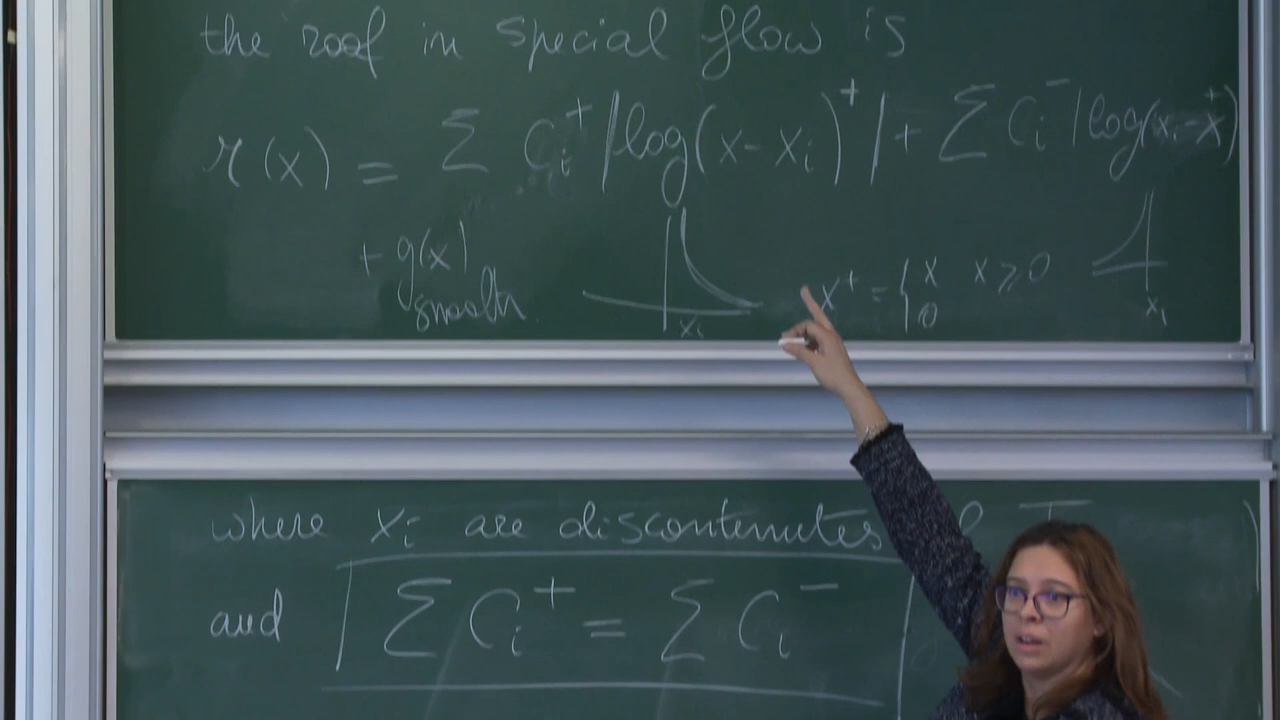 the roof in special flow is
r(x) = Σ C_i^+ |log(x-x_i)^+| + Σ C_i^- |log(x_i-x)^+
+ g(x)
smooth
x_i
x^+ = { x x ⩾ 0
0
x_i
where x_i are discontenutes
and Σ C_i^+ = Σ C_i^-